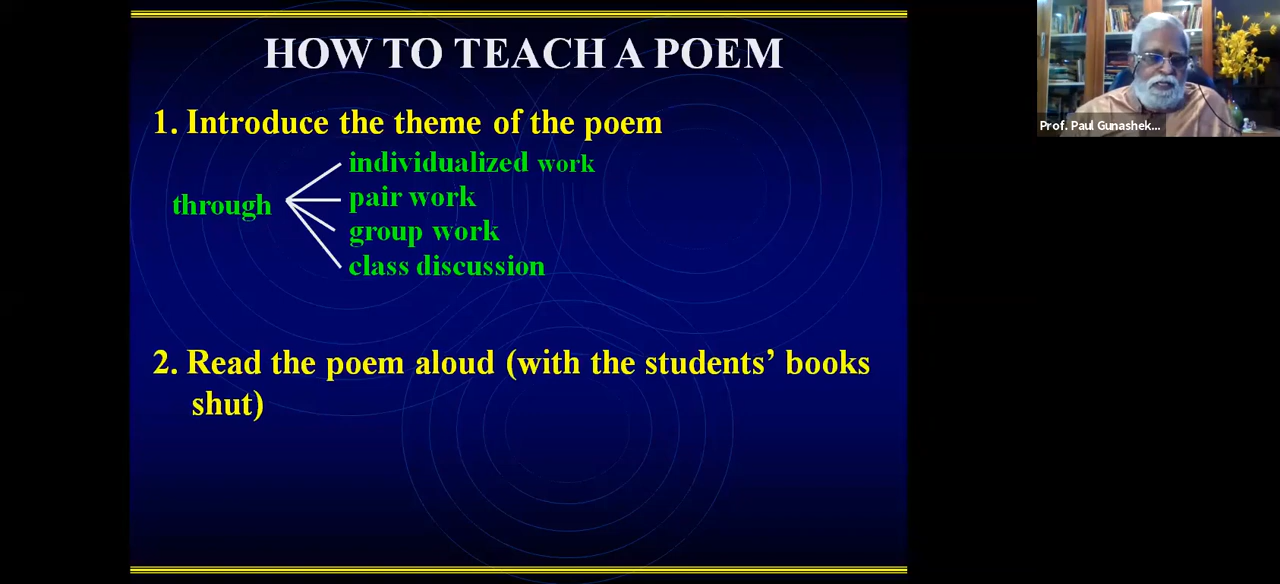 HOW TO TEACH A POEM
1. Introduce the theme of the poem
through
individualized work
pair work
group work
class discussion
2. Read the poem aloud (with the students’ books
shut)
Prof. Paul Gunashek...